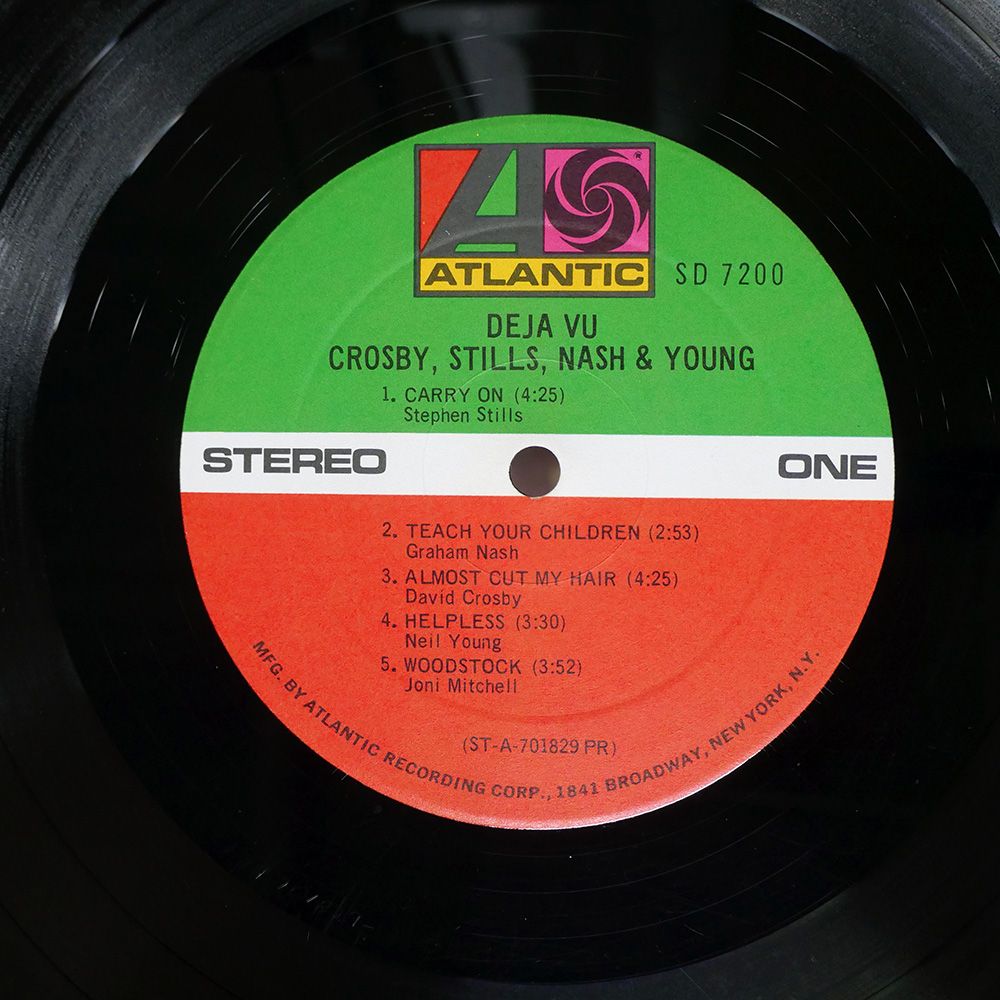 ATLANTIC ®
SD 7200
DEJA VU
CROSBY, STILLS, NASH & YOUNG
1. CARRY ON (4:25)
Stephen Stills
STEREO
ONE
2. TEACH YOUR CHILDREN (2:53)
Graham Nash
3. ALMOST CUT MY HAIR (4:25)
David Crosby
4. HELPLESS (3:30)
Neil Young
5. WOODSTOCK (3:52)
Joni Mitchell
(ST-A-701829 PR)
MFG. BY ATLANTIC RECORDING CORP., 1841 BROADWAY, NEW YORK, N.Y.